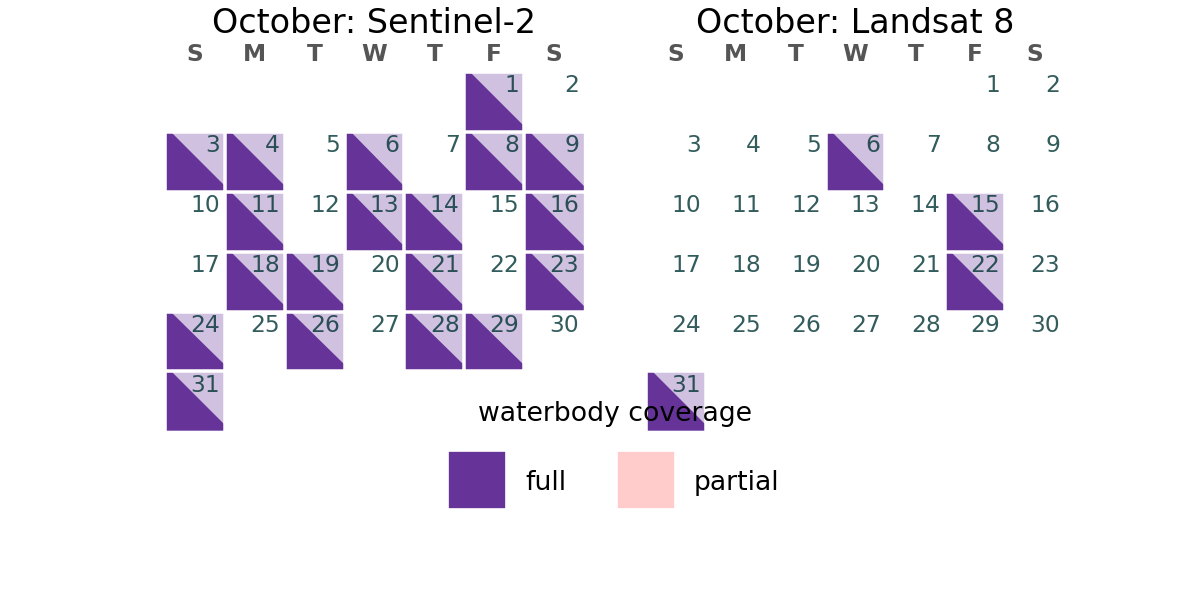 October: Sentinel-2
S M T W T F S
1 2
3 4 5 6 7 8 9
10 11 12 13 14 15 16
17 18 19 20 21 22 23
24 25 26 27 28 29 30
31
October: Landsat 8
S M T W T F S
1 2
3 4 5 6 7 8 9
10 11 12 13 14 15 16
17 18 19 20 21 22 23
24 25 26 27 28 29 30
31
waterbody coverage
full partial